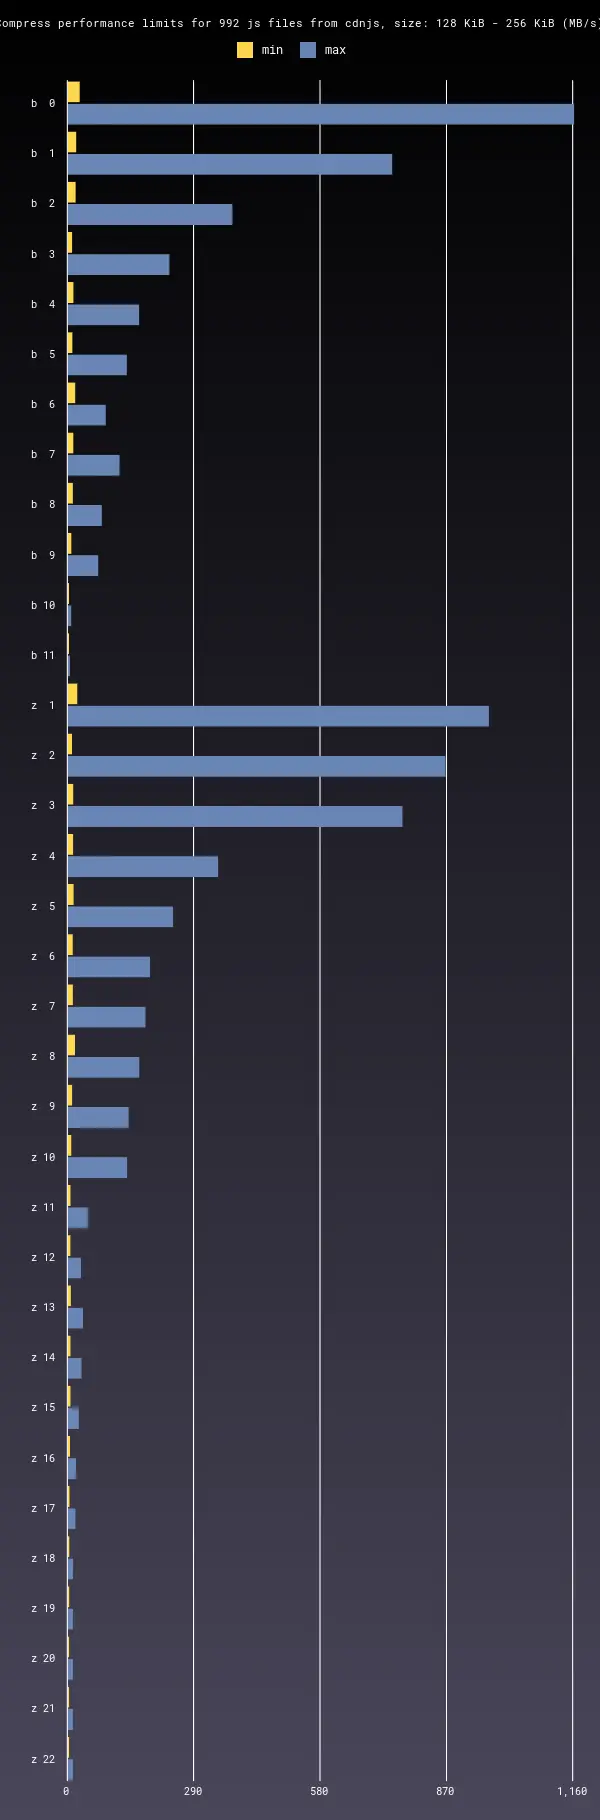 Compress performance limits for 992 js files from cdnjs, size: 128 KiB - 256 KiB (MB/s)
min max
b 0
b 1
b 2
b 3
b 4
b 5
b 6
b 7
b 8
b 9
b 10
b 11
z 1
z 2
z 3
z 4
z 5
z 6
z 7
z 8
z 9
z 10
z 11
z 12
z 13
z 14
z 15
z 16
z 17
z 18
z 19
z 20
z 21
z 22
0 290 580 870 1,160